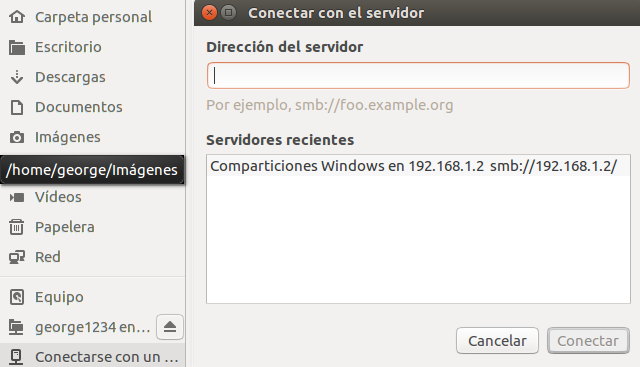 Carpeta personal
Escritorio
Descargas
Documentos
Imágenes
/home/george/Imágenes
Vídeos
Papelera
Red
Equipo
george1234 en...
Conectarse con un ...
Conectar con el servidor
Dirección del servidor
Por ejemplo, smb://foo.example.org
Servidores recientes
Comparticiones Windows en 192.168.1.2 smb://192.168.1.2/
Cancelar
Conectar